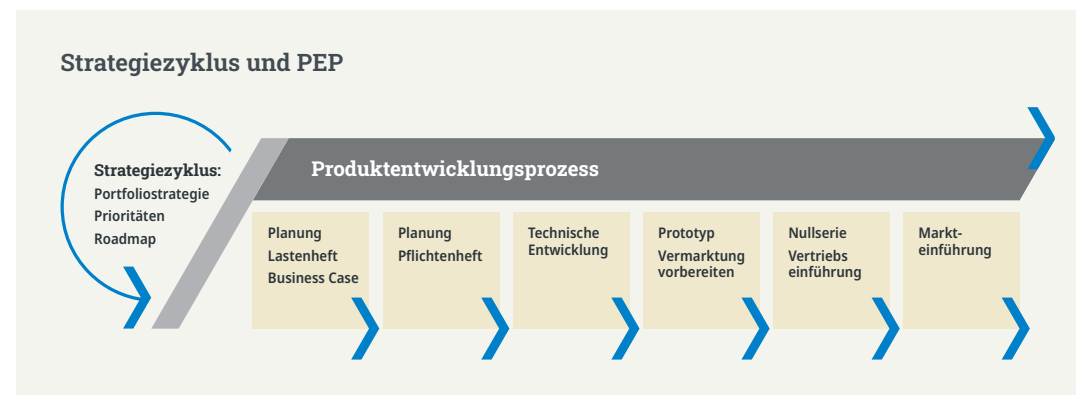 Strategiezyklus und PEP
Strategiezyklus:
Portfoliostrategie
Prioritäten
Roadmap
Produktentwicklungsprozess
Planung
Lastenheft
Business Case
Planung
Pflichtenheft
Technische
Entwicklung
Prototyp
Vermarktung
vorbereiten
Nullserie
Vertriebs
einführung
Markt-
einführung